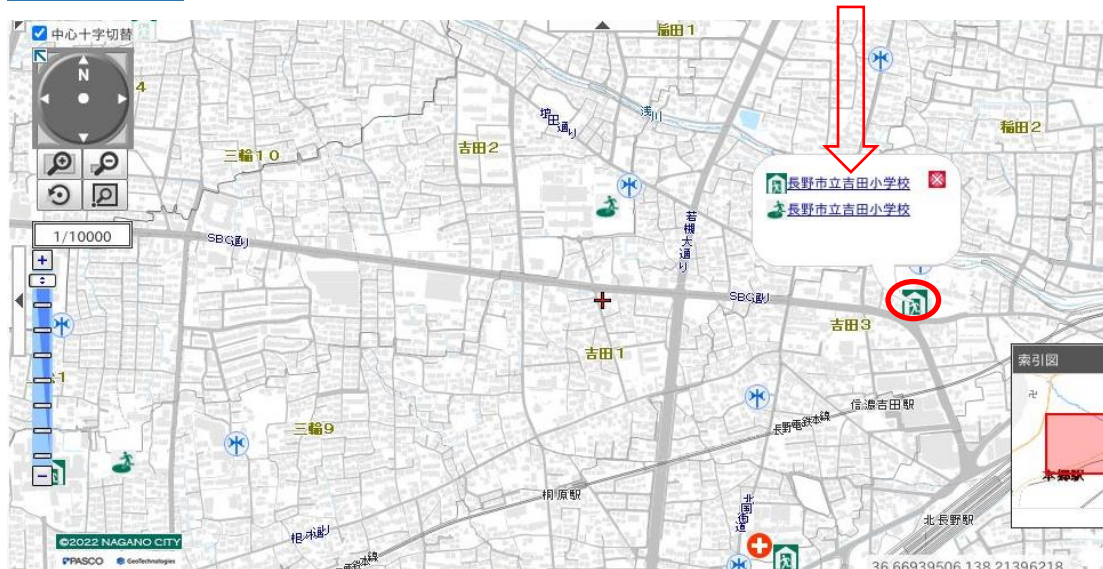 中心十字切替
稲田1
N
4
浅川
吉田2
稲田2
三輪10
長野市立吉田小学校
長野市立吉田小学校
若槻大通り
1/10000
SBC通り
SBC通り
吉田3
吉田1
索引図
信濃吉田駅
長野電鉄本線
三輪9
本郷駅
桐原駅
北国街道
北長野駅
相ノ木通り
©2022 NAGANO CITY
PASCO
GeoTechnologies
36.66939506,138.21396218